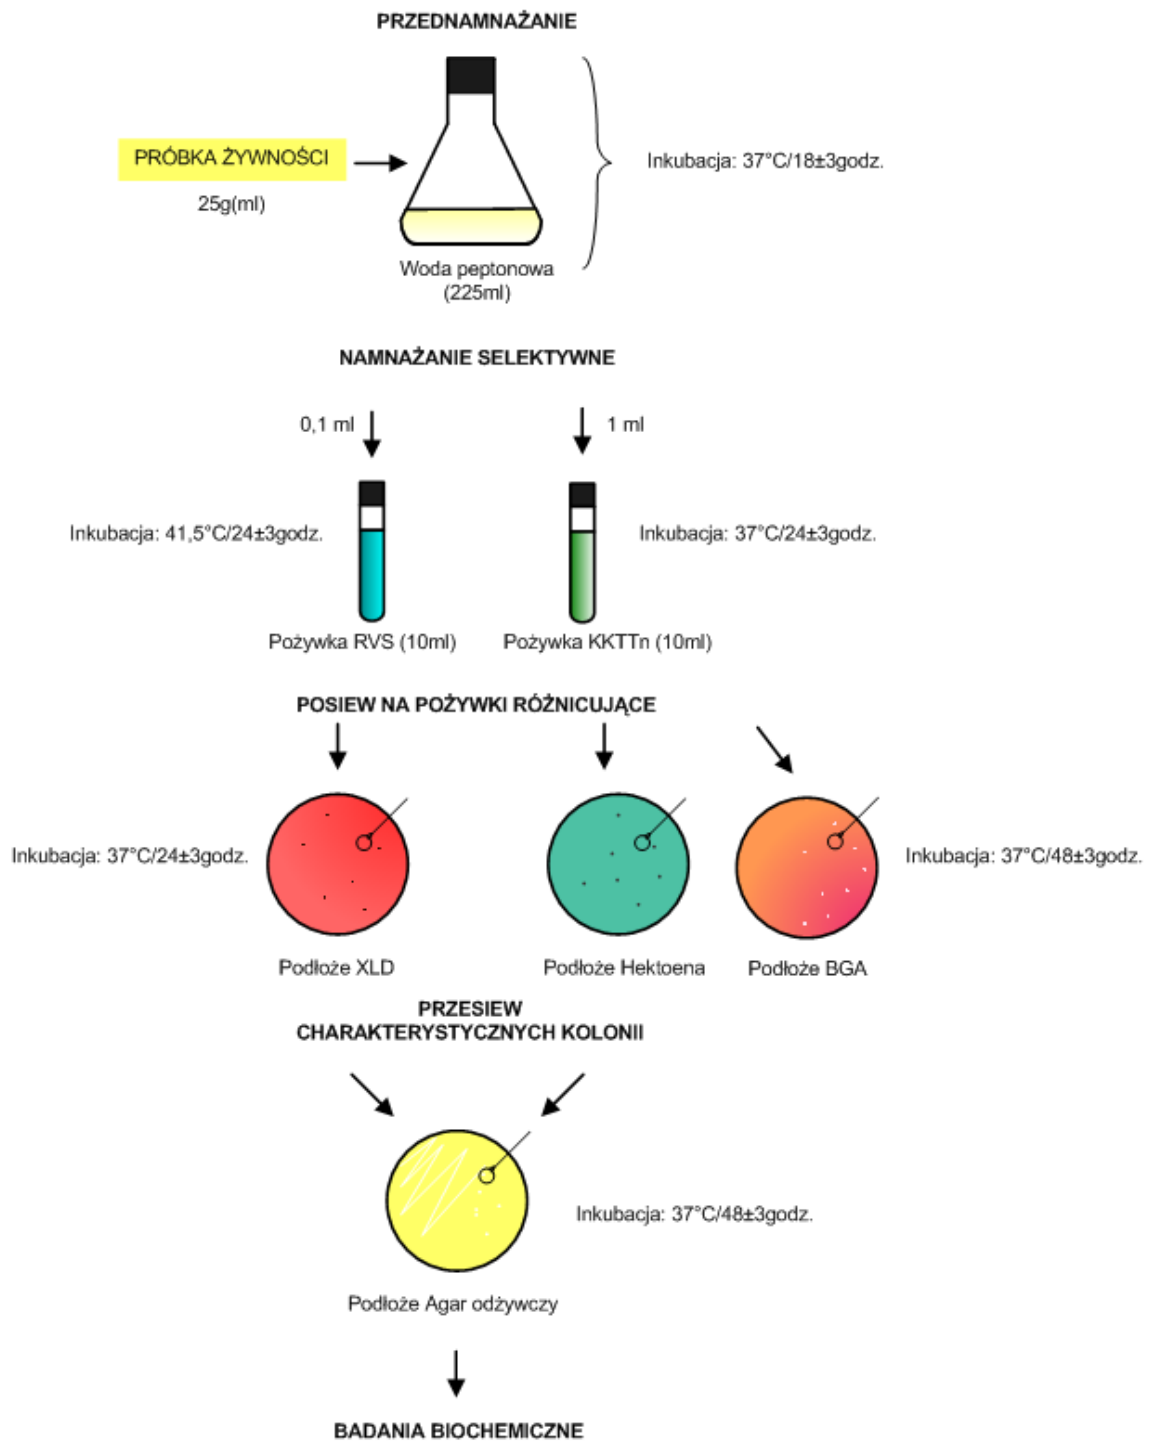 PRZEDNAMNAŻANIE
PRÓBKA ŻYWNOŚCI
25g(ml)
Inkubacja: 37°C/18±3godz.
Woda peptonowa
(225ml)
NAMNAŻANIE SELEKTYWNE
0,1 ml
1 ml
Inkubacja: 41,5°C/24±3godz.
Inkubacja: 37°C/24±3godz.
Pożywka RVS (10ml)
Pożywka KKTTn (10ml)
POSIEW NA POŻYWKI RÓŻNICUJĄCE
Inkubacja: 37°C/24±3godz.
Inkubacja: 37°C/48±3godz.
Podłoże XLD
Podłoże Hektoena
Podłoże BGA
PRZESIEW
CHARAKTERYSTYCZNYCH KOLONII
Inkubacja: 37°C/48±3godz.
Podłoże Agar odżywczy
BADANIA BIOCHEMICZNE